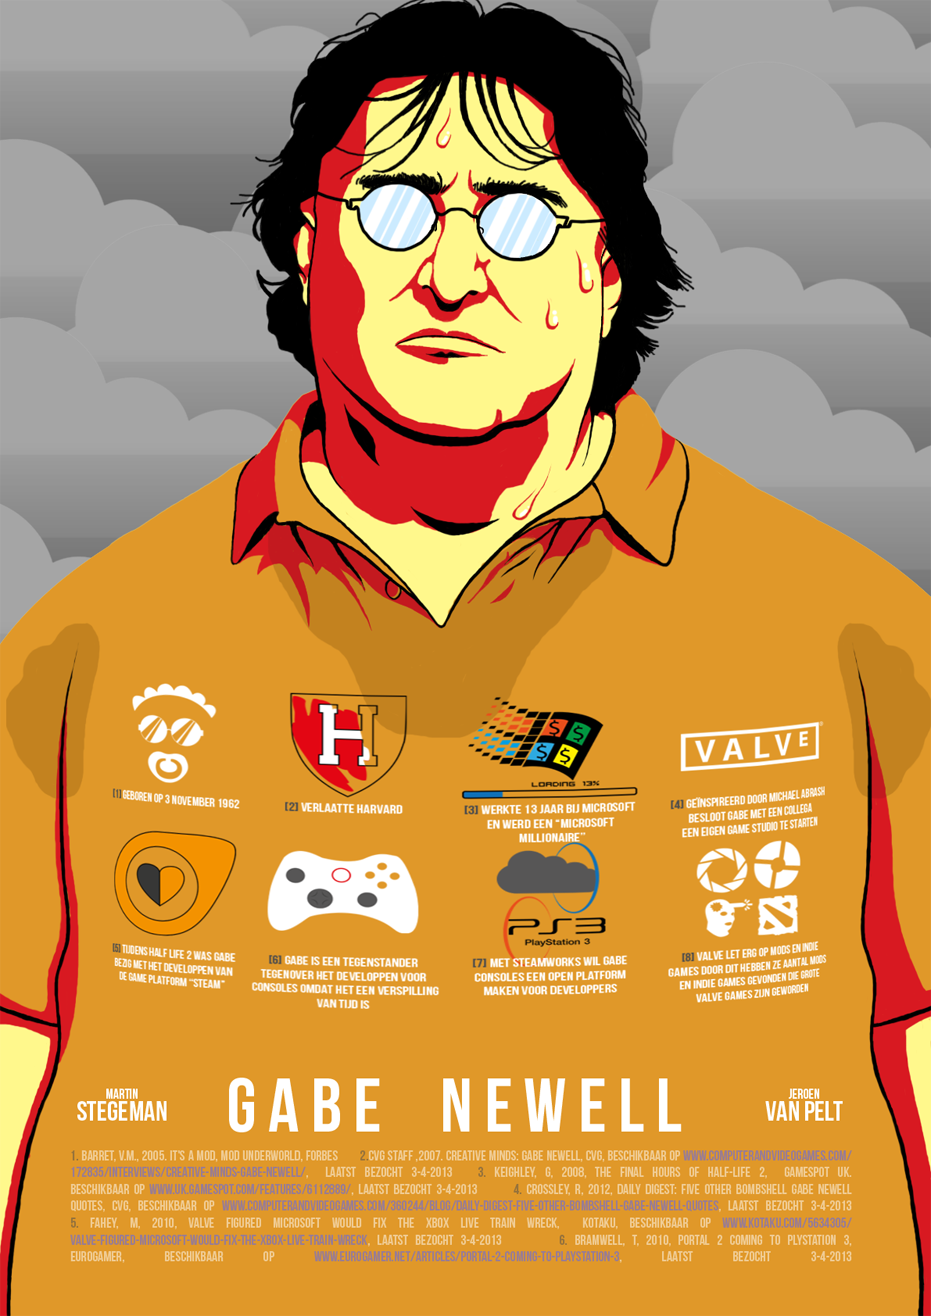 H
$ $
$ $
LOADING 13%
VALVE®
[1] GEBOREN OP 3 NOVEMBER 1962
[2] VERLAATTE HARVARD
[3] WERKTE 13 JAAR BIJ MICROSOFT
EN WERD EEN "MICROSOFT
MILLIONAIRE"
[4] GEÏNSPIREERD DOOR MICHAEL ABRASH
BESLOOT GABE MET EEN COLLEGA
EEN EIGEN GAME STUDIO TE STARTEN
PS3
PlayStation 3
[5] TIJDENS HALF LIFE 2 WAS GABE
BEZIG MET HET DEVELOPPEN VAN
DE GAME PLATFORM "STEAM"
[6] GABE IS EEN TEGENSTANDER
TEGENOVER HET DEVELOPPEN VOOR
CONSOLES OMDAT HET EEN VERSPILLING
VAN TIJD IS
[7] MET STEAMWORKS WIL GABE
CONSOLES EEN OPEN PLATFORM
MAKEN VOOR DEVELOPPERS
[8] VALVE LET ERG OP MODS EN INDIE
GAMES DOOR DIT HEBBEN ZE AANTAL MODS
EN INDIE GAMES GEVONDEN DIE GROTE
VALVE GAMES ZIJN GEWORDEN
MARTIN
STEGEMAN
GABE NEWELL
JEROEN
VAN PELT
1. BARRET, V.M., 2005. IT'S A MOD, MOD UNDERWORLD, FORBES 2.CVG STAFF ,2007. CREATIVE MINDS: GABE NEWELL, CVG, BESCHIKBAAR OP WWW.COMPUTERANDVIDEOGAMES.COM/
172835/INTERVIEWS/CREATIVE-MINDS-GABE-NEWELL/. LAATST BEZOCHT 3-4-2013 3. KEIGHLEY, G, 2008, THE FINAL HOURS OF HALF-LIFE 2, GAMESPOT UK.
BESCHIKBAAR OP WWW.UK.GAMESPOT.COM/FEATURES/6112889/, LAATST BEZOCHT 3-4-2013 4. CROSSLEY, R, 2012, DAILY DIGEST: FIVE OTHER BOMBSHELL GABE NEWELL
QUOTES, CVG, BESCHIKBAAR OP WWW.COMPUTERANDVIDEOGAMES.COM/360244/BLOG/DAILY-DIGEST-FIVE-OTHER-BOMBSHELL-GABE-NEWELL-QUOTES, LAATST BEZOCHT 3-4-2013
5. FAHEY, M, 2010, VALVE FIGURED MICROSOFT WOULD FIX THE XBOX LIVE TRAIN WRECK, KOTAKU, BESCHIKBAAR OP WWW.KOTAKU.COM/5634305/
VALVE-FIGURED-MICROSOFT-WOULD-FIX-THE-XBOX-LIVE-TRAIN-WRECK, LAATST BEZOCHT 3-4-2013 6. BRAMWELL, T, 2010, PORTAL 2 COMING TO PLYSTATION 3,
EUROGAMER, BESCHIKBAAR OP WWW.EUROGAMER.NET/ARTICLES/PORTAL-2-COMING-TO-PLAYSTATION-3, LAATST BEZOCHT 3-4-2013